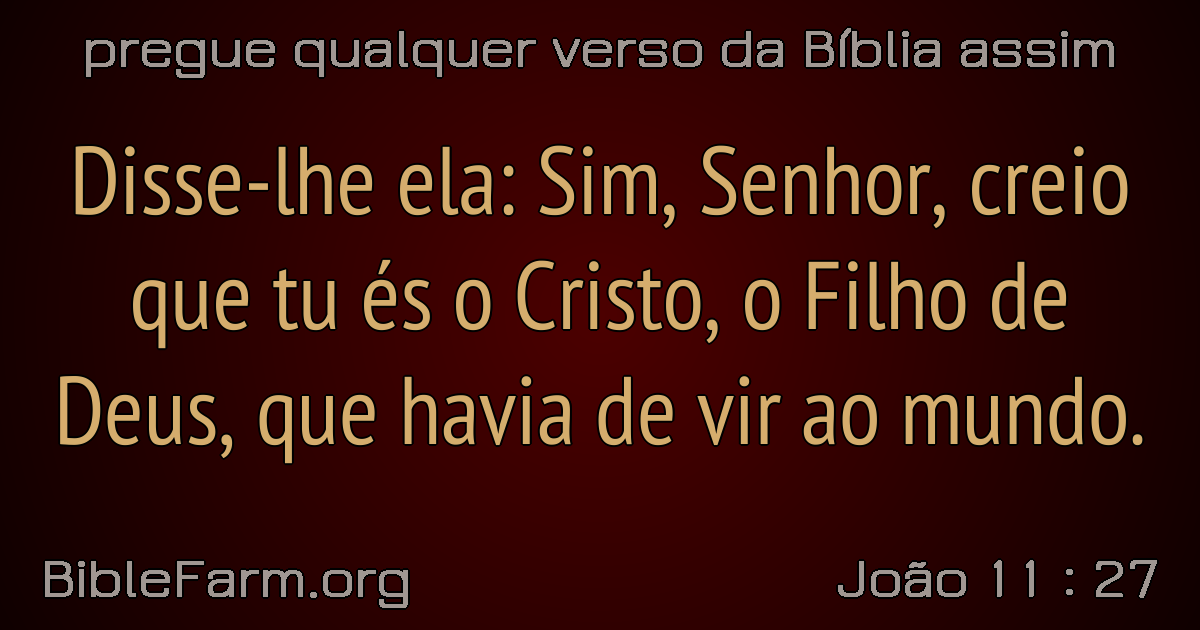 pregue qualquer verso da Bíblia assim
Disse-lhe ela: Sim, Senhor, creio
que tu és o Cristo, o Filho de
Deus, que havia de vir ao mundo.
BibleFarm.org
João 11 : 27